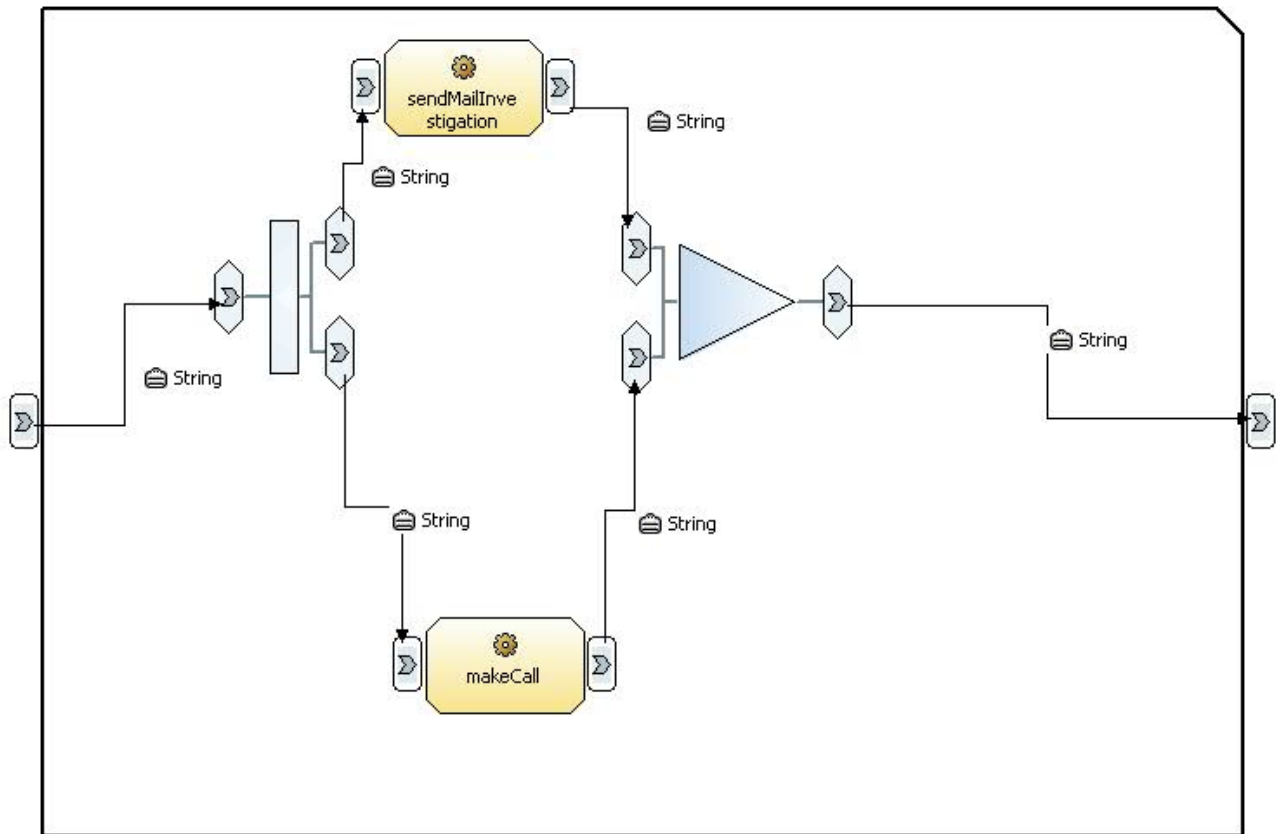 sendMailInve
stigation
String
String
String
String
String
String
makeCall